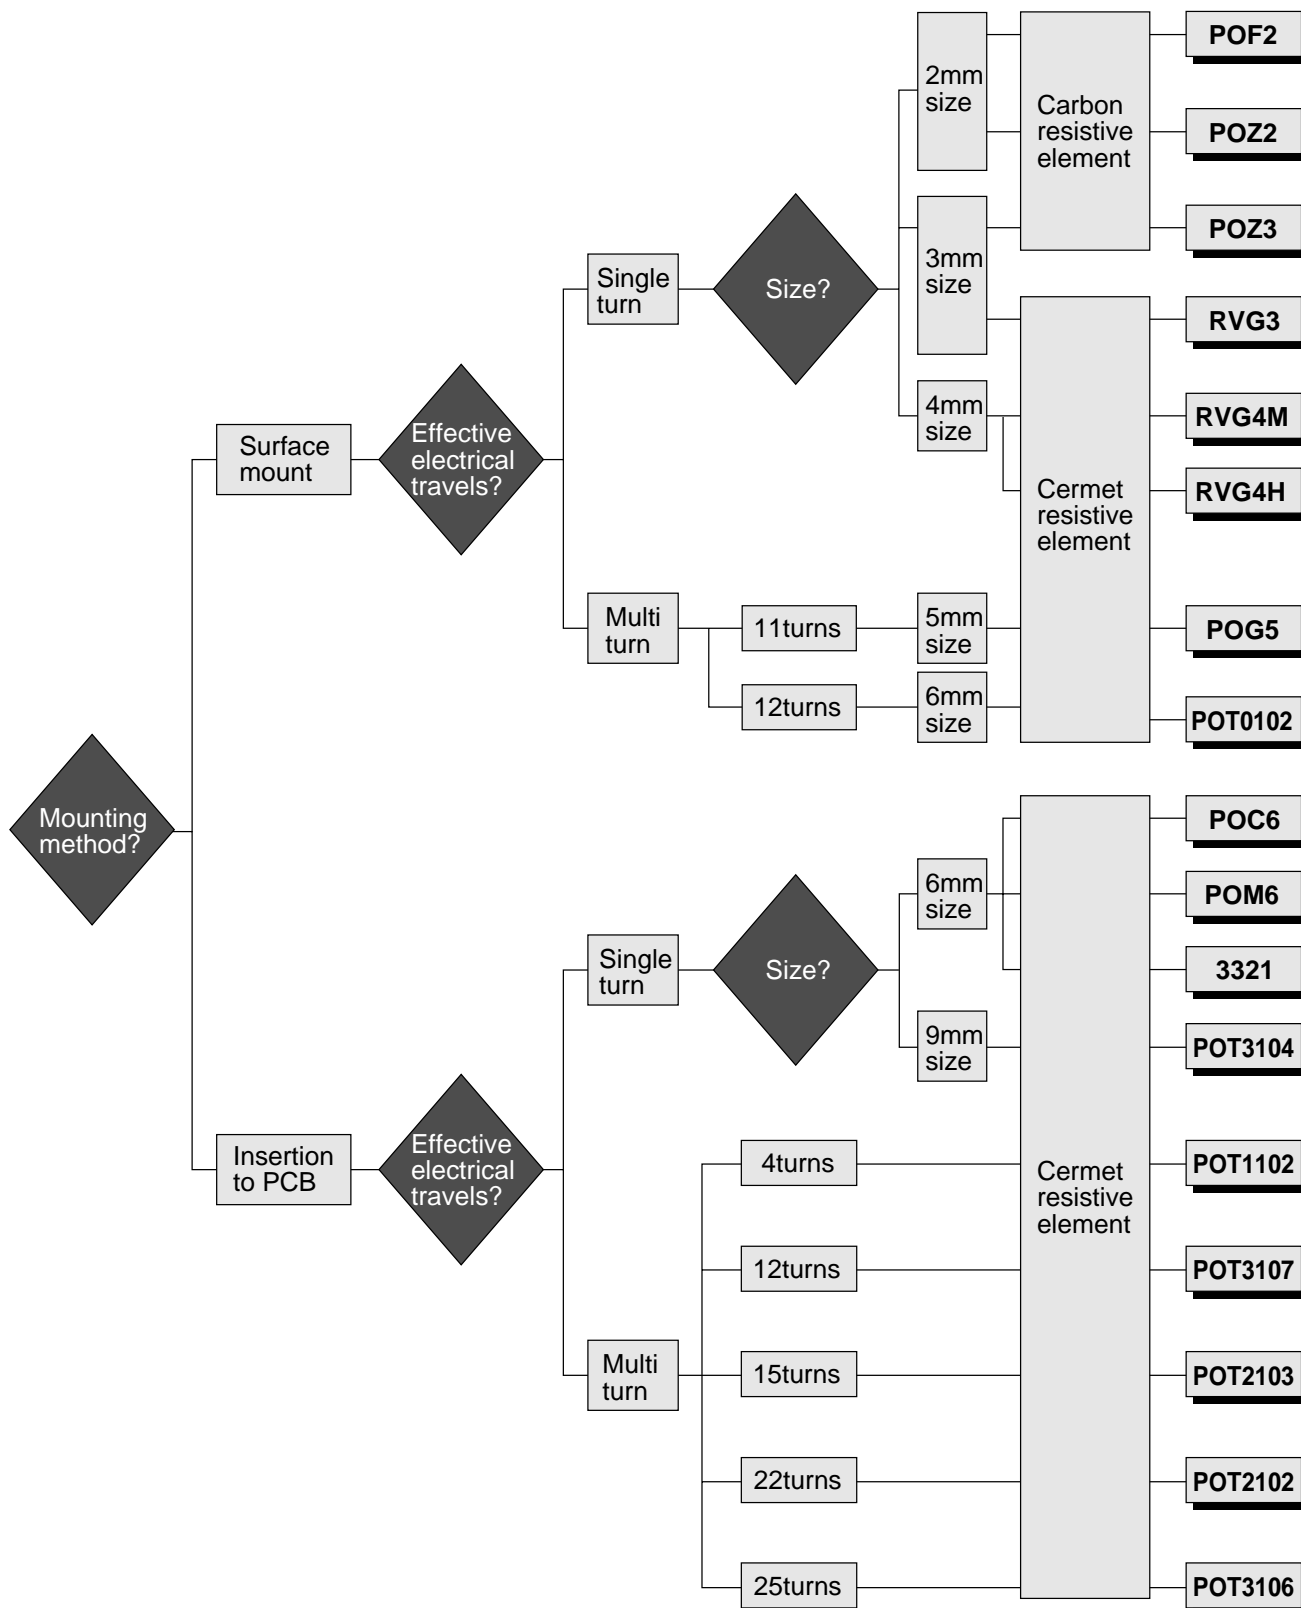 Mounting
method?
Surface
mount
Effective
electrical
travels?
Single
turn
Size?
2mm
size
3mm
size
4mm
size
Carbon
resistive
element
POF2
POZ2
POZ3
RVG3
RVG4M
RVG4H
Multi
turn
11turns
5mm
size
12turns
6mm
size
Cermet
resistive
element
POG5
POT0102
Insertion
to PCB
Effective
electrical
travels?
Single
turn
Size?
6mm
size
9mm
size
POC6
POM6
3321
POT3104
Multi
turn
4turns
12turns
15turns
22turns
25turns
Cermet
resistive
element
POT1102
POT3107
POT2103
POT2102
POT3106